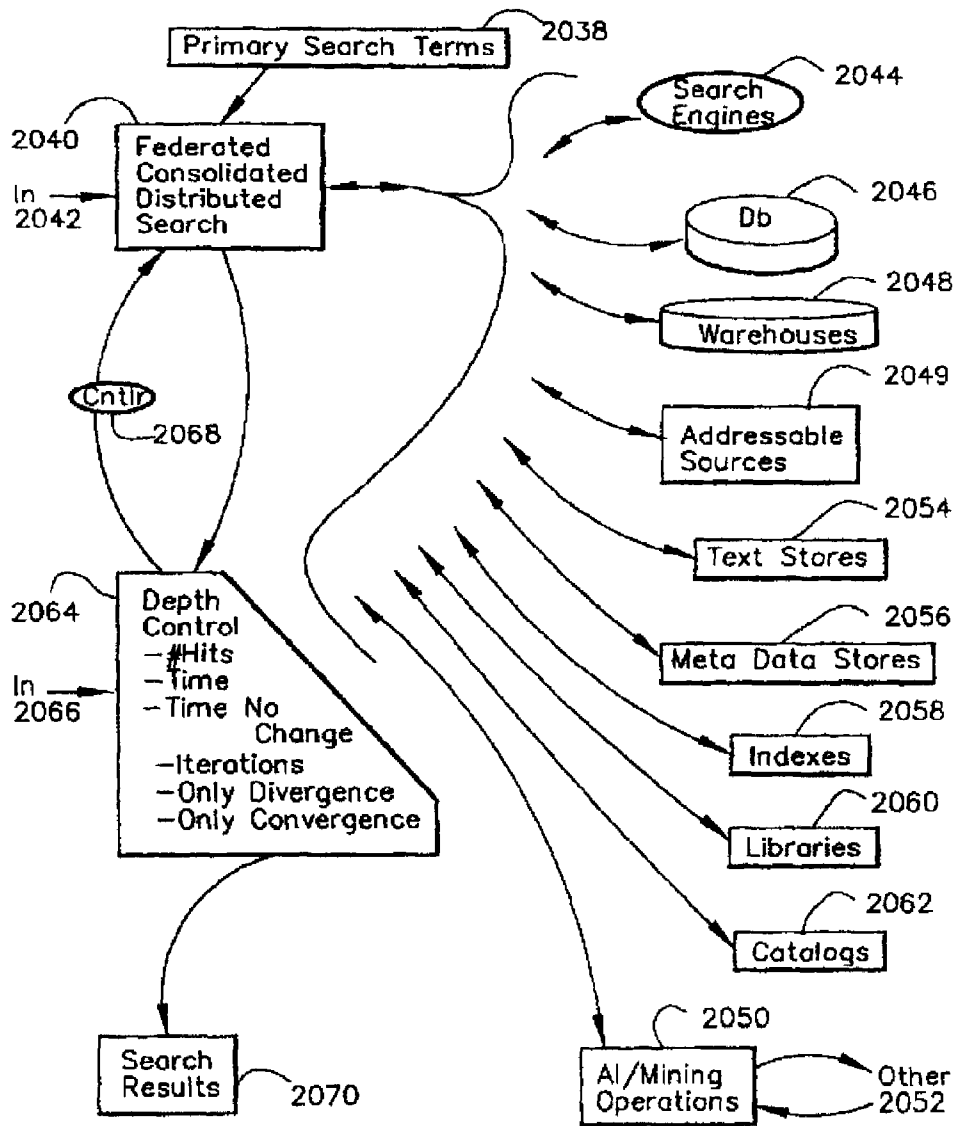 2038
Primary Search Terms
2044
Search
Engines
2040
Federated
Consolidated
Distributed
Search
In
2042
2046
Db
2048
Warehouses
Cntlr
2068
2049
Addressable
Sources
2054
Text Stores
2064
Depth
Control
-#Hits
-Time
-Time No
Change
-Iterations
-Only Divergence
-Only Convergence
In
2066
2056
Meta Data Stores
2058
Indexes
2060
Libraries
2062
Catalogs
Search
Results
2070
2050
AI/Mining
Operations
Other
2052